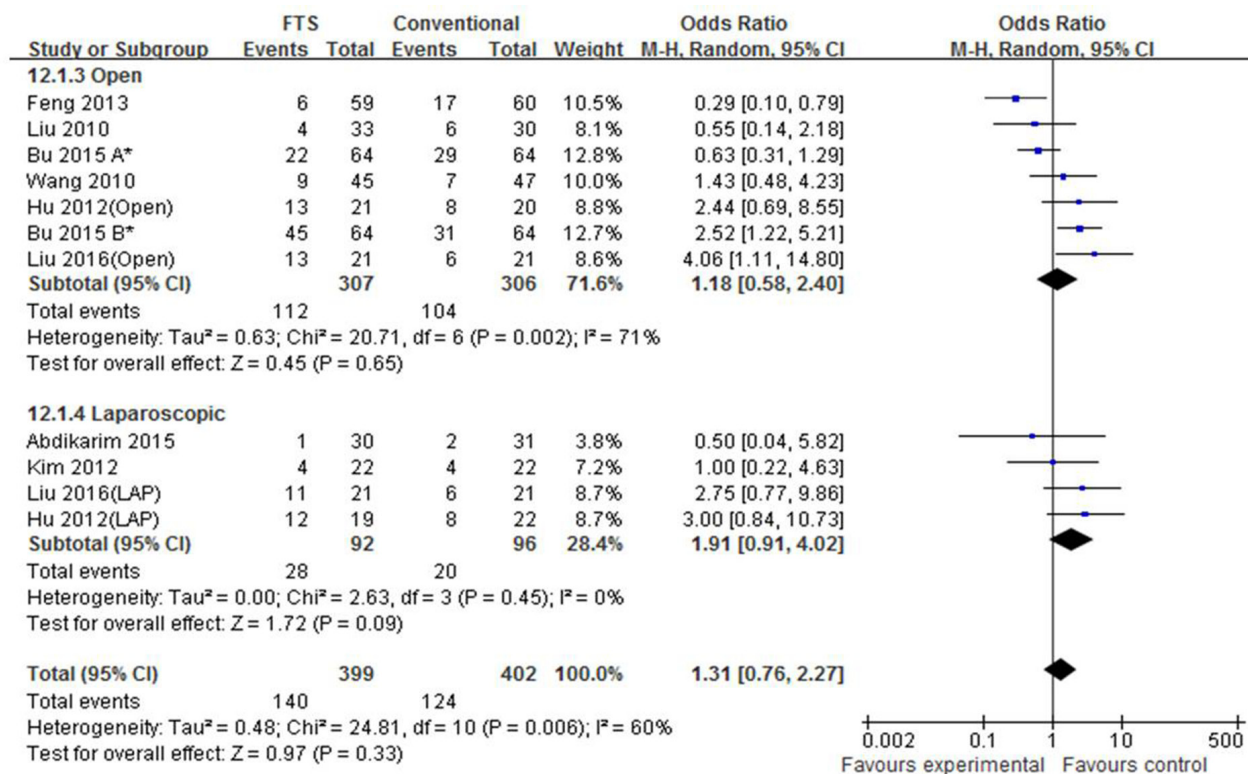 FTS Conventional Odds Ratio Odds Ratio
Study or Subgroup Events Total Events Total Weight M-H, Random, 95% CI M-H, Random, 95% CI
12.1.3 Open
Feng 2013 6 59 17 60 10.5% 0.29 [0.10, 0.79]
Liu 2010 4 33 6 30 8.1% 0.55 [0.14, 2.18]
Bu 2015 A* 22 64 29 64 12.8% 0.63 [0.31, 1.29]
Wang 2010 9 45 7 47 10.0% 1.43 [0.48, 4.23]
Hu 2012(Open) 13 21 8 20 8.8% 2.44 [0.69, 8.55]
Bu 2015 B* 45 64 31 64 12.7% 2.52 [1.22, 5.21]
Liu 2016(Open) 13 21 6 21 8.6% 4.06 [1.11, 14.80]
Subtotal (95% CI) 307 306 71.6% 1.18 [0.58, 2.40]
Total events 112 104
Heterogeneity: Tau² = 0.63; Chi² = 20.71, df = 6 (P = 0.002); I² = 71%
Test for overall effect: Z = 0.45 (P = 0.65)
12.1.4 Laparoscopic
Abdikarim 2015 1 30 2 31 3.8% 0.50 [0.04, 5.82]
Kim 2012 4 22 4 22 7.2% 1.00 [0.22, 4.63]
Liu 2016(LAP) 11 21 6 21 8.7% 2.75 [0.77, 9.86]
Hu 2012(LAP) 12 19 8 22 8.7% 3.00 [0.84, 10.73]
Subtotal (95% CI) 92 96 28.4% 1.91 [0.91, 4.02]
Total events 28 20
Heterogeneity: Tau² = 0.00; Chi² = 2.63, df = 3 (P = 0.45); I² = 0%
Test for overall effect: Z = 1.72 (P = 0.09)
Total (95% CI) 399 402 100.0% 1.31 [0.76, 2.27]
Total events 140 124
Heterogeneity: Tau² = 0.48; Chi² = 24.81, df = 10 (P = 0.006); I² = 60%
Test for overall effect: Z = 0.97 (P = 0.33)
0.002 0.1 1 10 500
Favours experimental Favours control